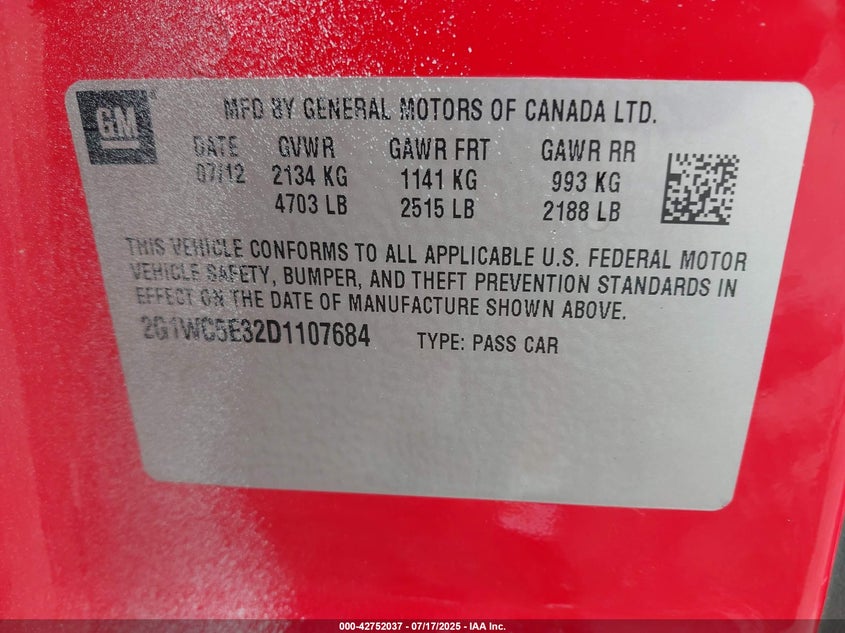 GM
MFD BY GENERAL MOTORS OF CANADA LTD.
DATE GVWR GAWR FRT GAWR RR
07/12 2134 KG 1141 KG 993 KG
4703 LB 2515 LB 2188 LB
THIS VEHICLE CONFORMS TO ALL APPLICABLE U.S. FEDERAL MOTOR
VEHICLE SAFETY, BUMPER, AND THEFT PREVENTION STANDARDS IN
EFFECT ON THE DATE OF MANUFACTURE SHOWN ABOVE.
2G1WC5E32D1107684 TYPE: PASS CAR
000-42752037 - 07/17/2025 - IAA Inc.